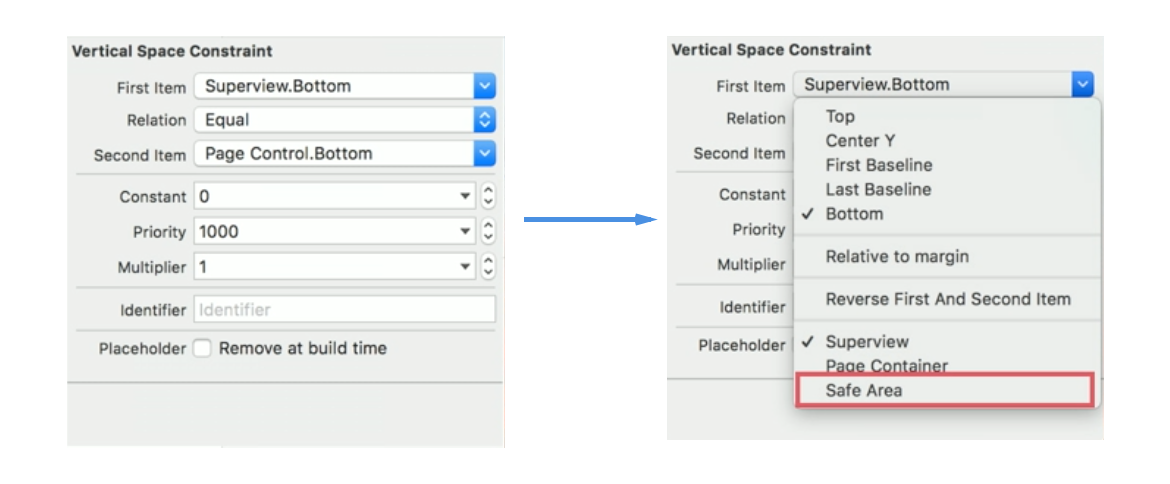 Vertical Space Constraint
First Item Superview.Bottom
Relation Equal
Second Item Page Control.Bottom
Constant 0
Priority 1000
Multiplier 1
Identifier Identifier
Placeholder Remove at build time
Vertical Space Constraint
First Item Superview.Bottom
Relation
Second Item
Constant
Priority
Multiplier
Identifier
Placeholder
Top
Center Y
First Baseline
Last Baseline
✓ Bottom
Relative to margin
Reverse First And Second Item
✓ Superview
Page Container
Safe Area